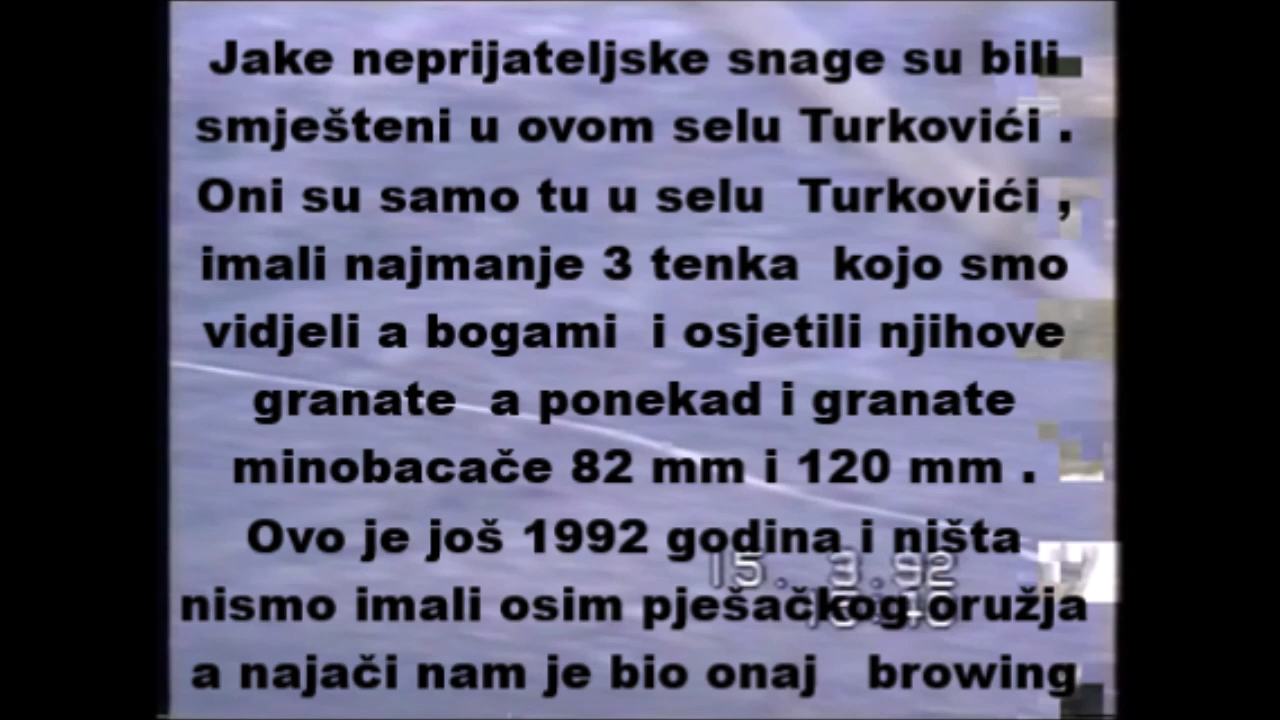 Jake neprijateljske snage su bili
smješteni u ovom selu Turkovići .
Oni su samo tu u selu Turkovići ,
imali najmanje 3 tenka kojo smo
vidjeli a bogami i osjetili njihove
granate a ponekad i granate
minobacače 82 mm i 120 mm .
Ovo je još 1992 godina i ništa
15. 3.92
nismo imali osim pješačkog oružja
a najači nam je bio onaj browing